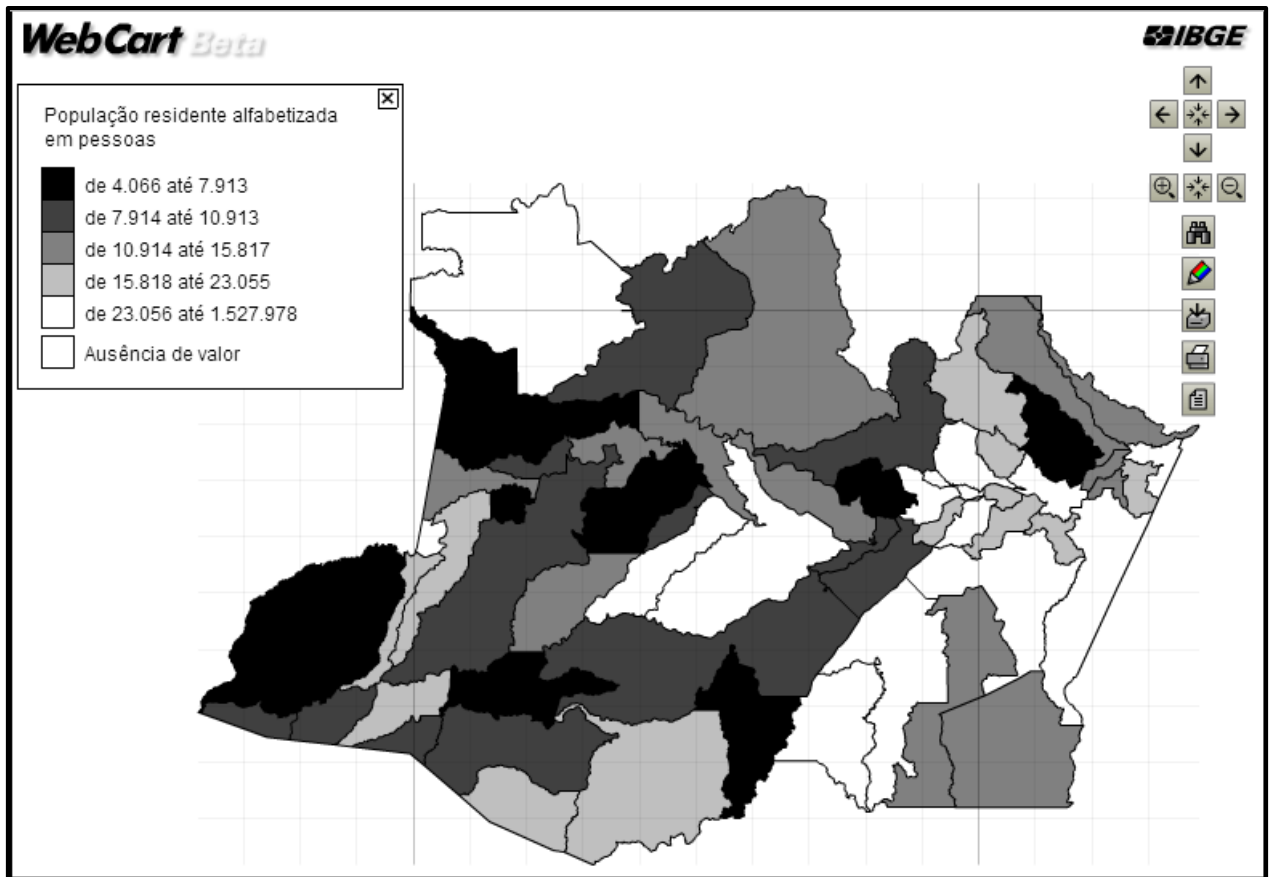 WebCart Beta
IBGE
População residente alfabetizada
em pessoas
de 4.066 até 7.913
de 7.914 até 10.913
de 10.914 até 15.817
de 15.818 até 23.055
de 23.056 até 1.527.978
Ausência de valor